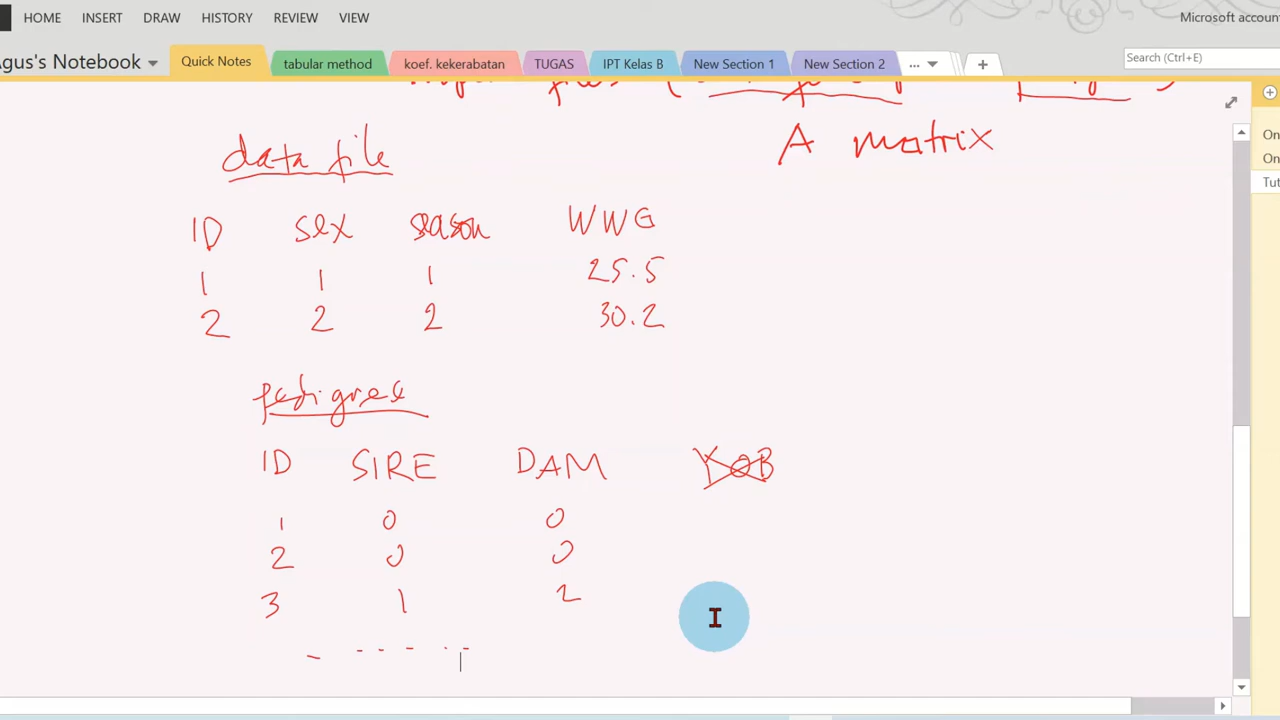 HOME INSERT DRAW HISTORY REVIEW VIEW Microsoft accoun
gus's Notebook Quick Notes tabular method koef. kekerabatan TUGAS IPT Kelas B New Section 1 New Section 2 ... + Search (Ctrl+E)
A matrix On
data file On
Tut
ID sex season WWG
1 1 1 25.5
2 2 2 30.2
pedigree
ID SIRE DAM YOB
1 0 0
2 0 0
3 1 2